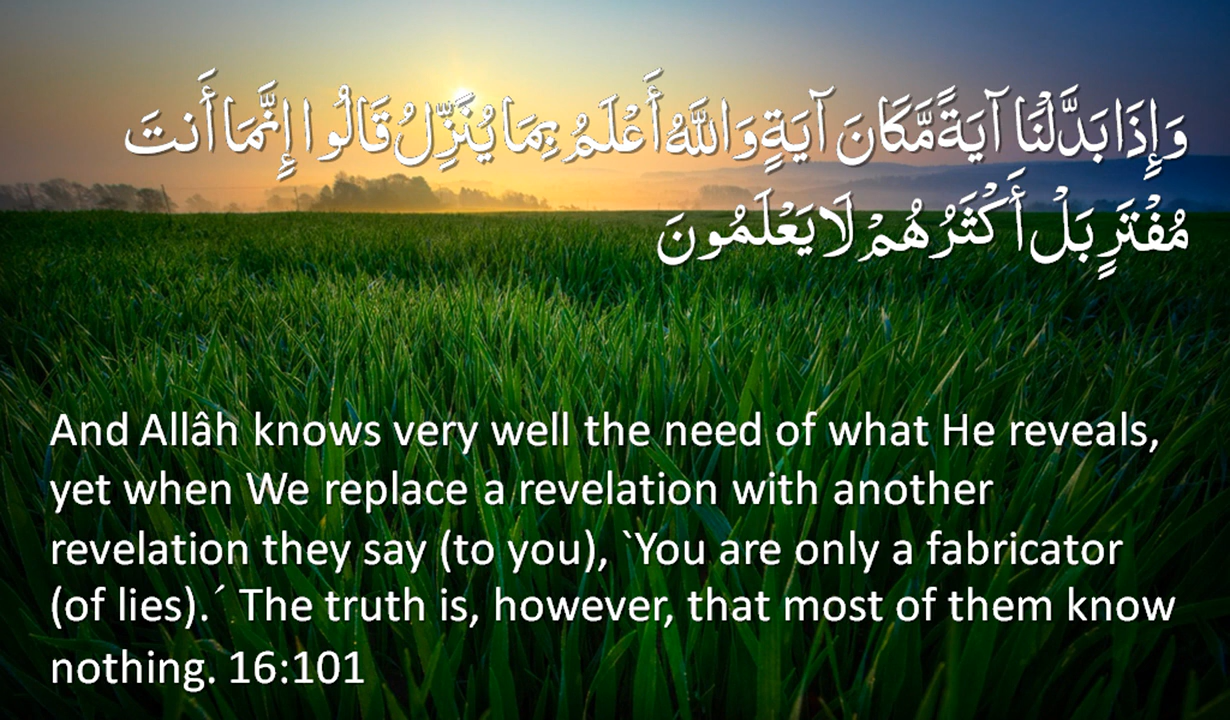 وَإِذَا بَدَّلْنَا آيَةً مَّكَانَ آيَةٍ وَاللَّهُ أَعْلَمُ بِمَا يُنَزِّلُ قَالُوا إِنَّمَا أَنتَ
مُفْتَرٍ بَلْ أَكْثَرُهُمْ لَا يَعْلَمُونَ
And Allâh knows very well the need of what He reveals,
yet when We replace a revelation with another
revelation they say (to you), `You are only a fabricator
(of lies).´ The truth is, however, that most of them know
nothing. 16:101